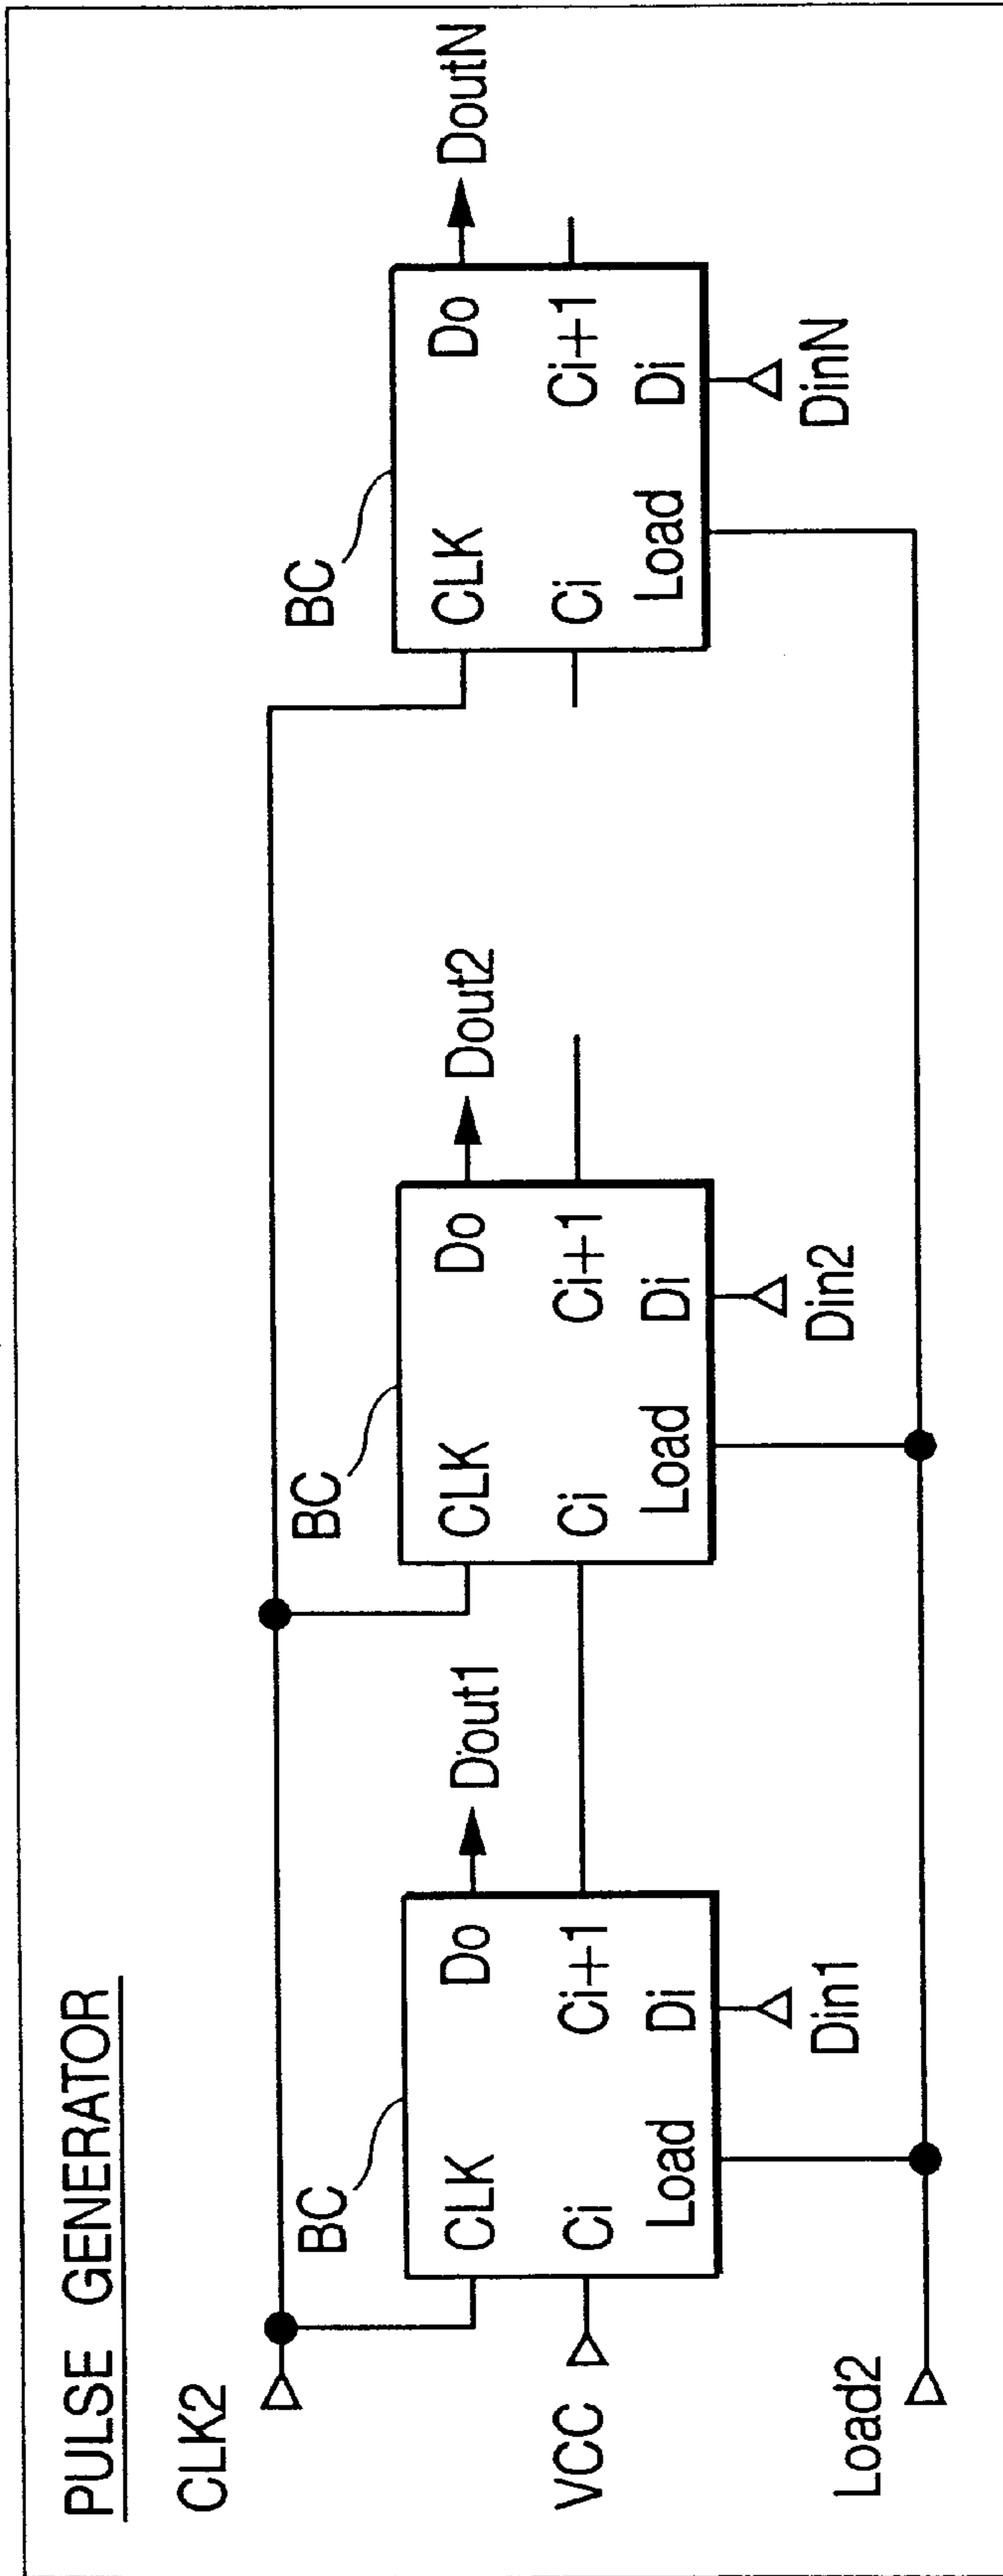 PULSE GENERATOR
CLK2
VCC
Load2
BC
CLK
Do
Ci
Ci+1
Load
Di
Dout1
Din1
BC
CLK
Do
Ci
Ci+1
Load
Di
Dout2
Din2
BC
CLK
Do
Ci
Ci+1
Load
Di
DoutN
DinN